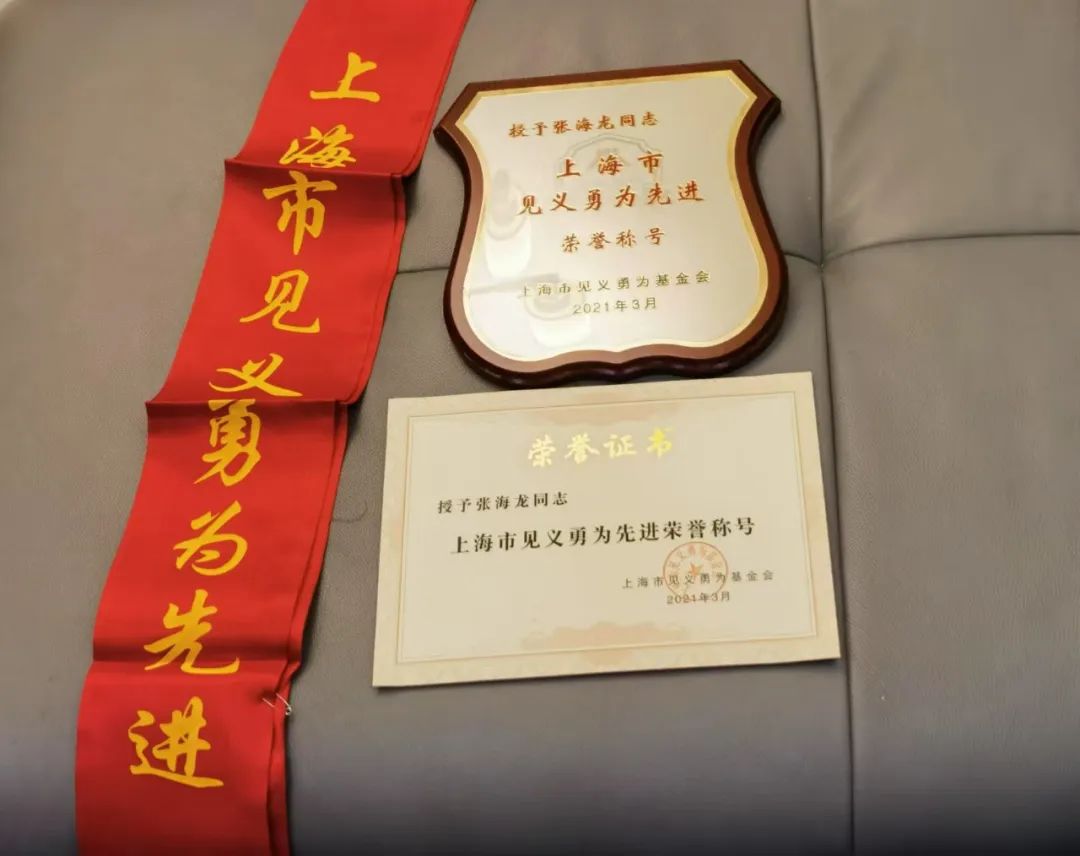 上海市见义勇为先进
授予张海龙同志
上海市
见义勇为先进
荣誉称号
上海市见义勇为基金会
2021年3月
荣誉证书
授予张海龙同志
上海市见义勇为先进荣誉称号
上海市见义勇为基金会
2021年3月